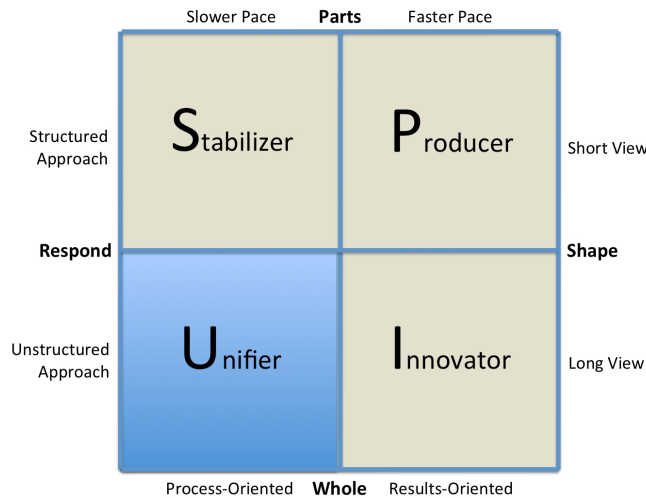 Slower Pace Parts Faster Pace
Stabilizer Producer
Structured
Approach
Short View
Respond Shape
Unifier Innovator
Unstructured
Approach
Long View
Process-Oriented Whole Results-Oriented